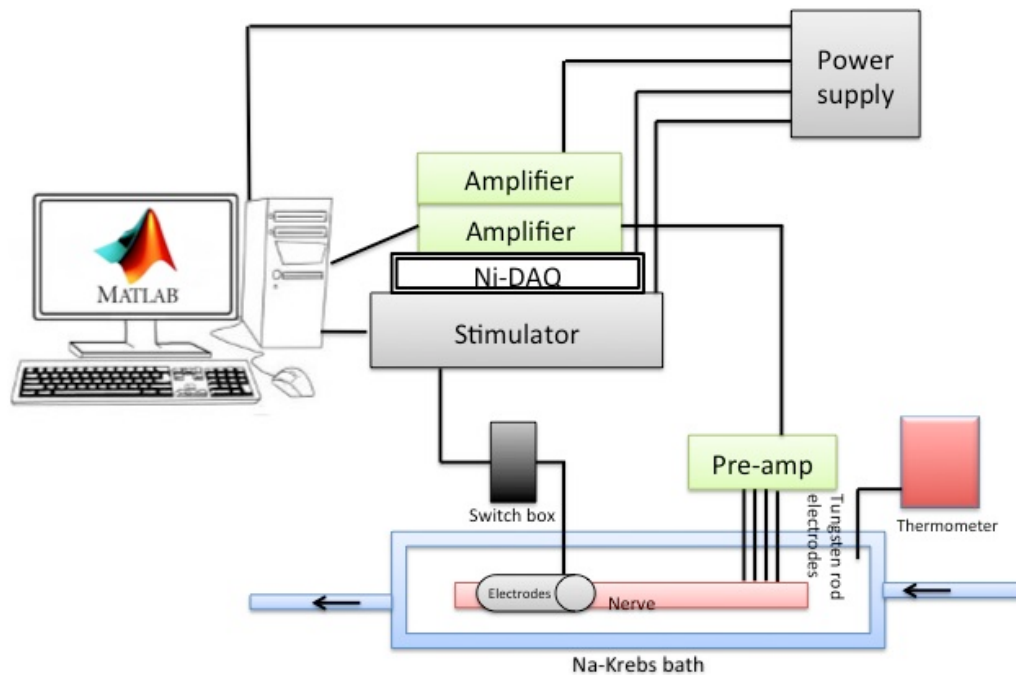 Power
supply
Amplifier
Amplifier
Ni-DAQ
MATLAB
Stimulator
Pre-amp
Switch box
Tungsten rod
electrodes
Thermometer
Electrodes
Nerve
Na-Krebs bath